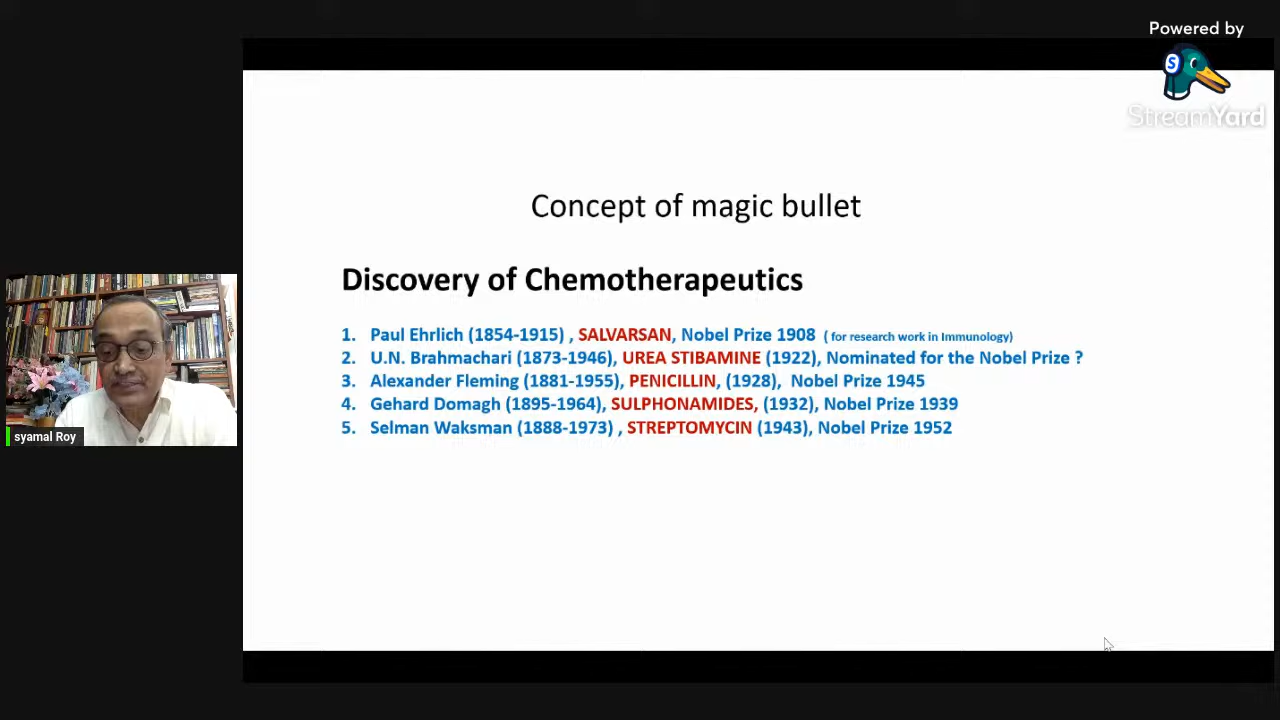 Powered by
S
StreamYard
Concept of magic bullet
Discovery of Chemotherapeutics
1. Paul Ehrlich (1854-1915) , SALVARSAN, Nobel Prize 1908 ( for research work in Immunology)
2. U.N. Brahmachari (1873-1946), UREA STIBAMINE (1922), Nominated for the Nobel Prize ?
3. Alexander Fleming (1881-1955), PENICILLIN, (1928), Nobel Prize 1945
4. Gehard Domagh (1895-1964), SULPHONAMIDES, (1932), Nobel Prize 1939
5. Selman Waksman (1888-1973) , STREPTOMYCIN (1943), Nobel Prize 1952
syamal Roy